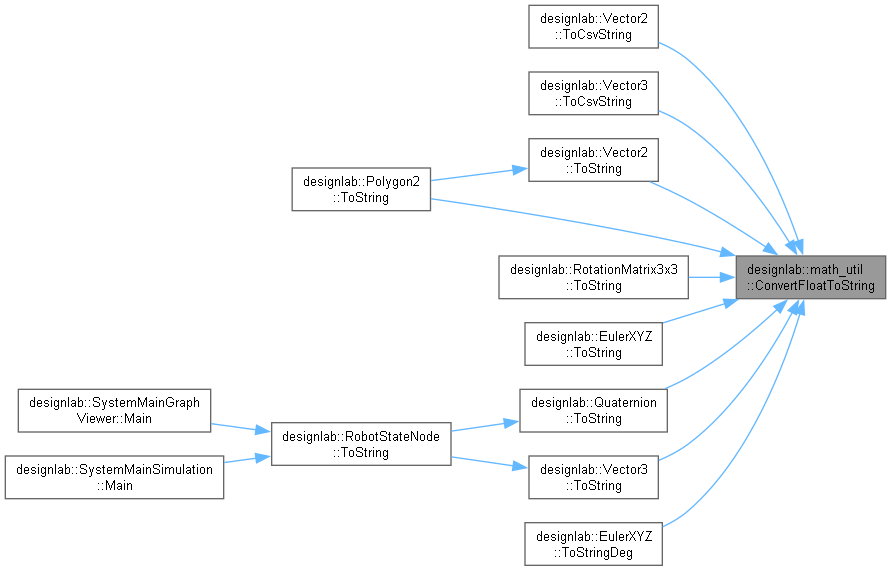 designlab::Vector2
::ToCsvString
designlab::Vector3
::ToCsvString
designlab::Vector2
::ToString
designlab::Polygon2
::ToString
designlab::RotationMatrix3x3
::ToString
designlab::math_util
::ConvertFloatToString
designlab::EulerXYZ
::ToString
designlab::SystemMainGraph
Viewer::Main
designlab::Quaternion
::ToString
designlab::RobotStateNode
::ToString
designlab::SystemMainSimulation
::Main
designlab::Vector3
::ToString
designlab::EulerXYZ
::ToStringDeg